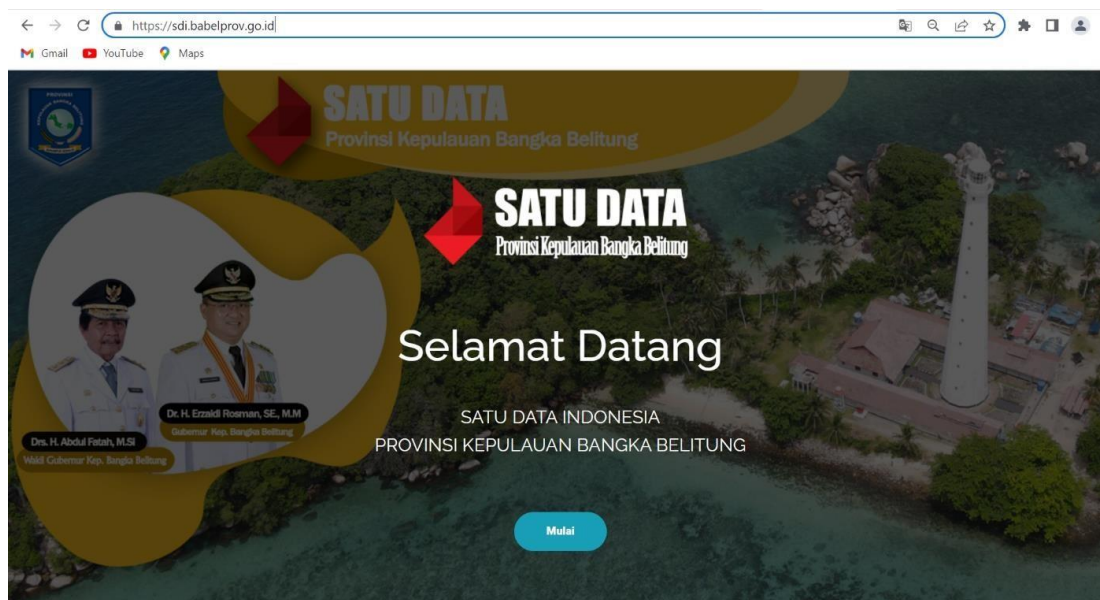 https://sdi.babelprov.go.id
Gmail YouTube Maps
PROVINSI
SATU DATA
Provinsi Kepulauan Bangka Belitung
SATU DATA
Provinsi Kepulauan Bangka Belitung
Selamat Datang
SATU DATA INDONESIA
PROVINSI KEPULAUAN BANGKA BELITUNG
Dr. H. Erzaldi Rosman, SE., M.M
Gubernur Kep. Bangka Belitung
Drs. H. Abdul Fatah, M.SI
Wakil Gubernur Kep. Bangka Belitung
Mulai